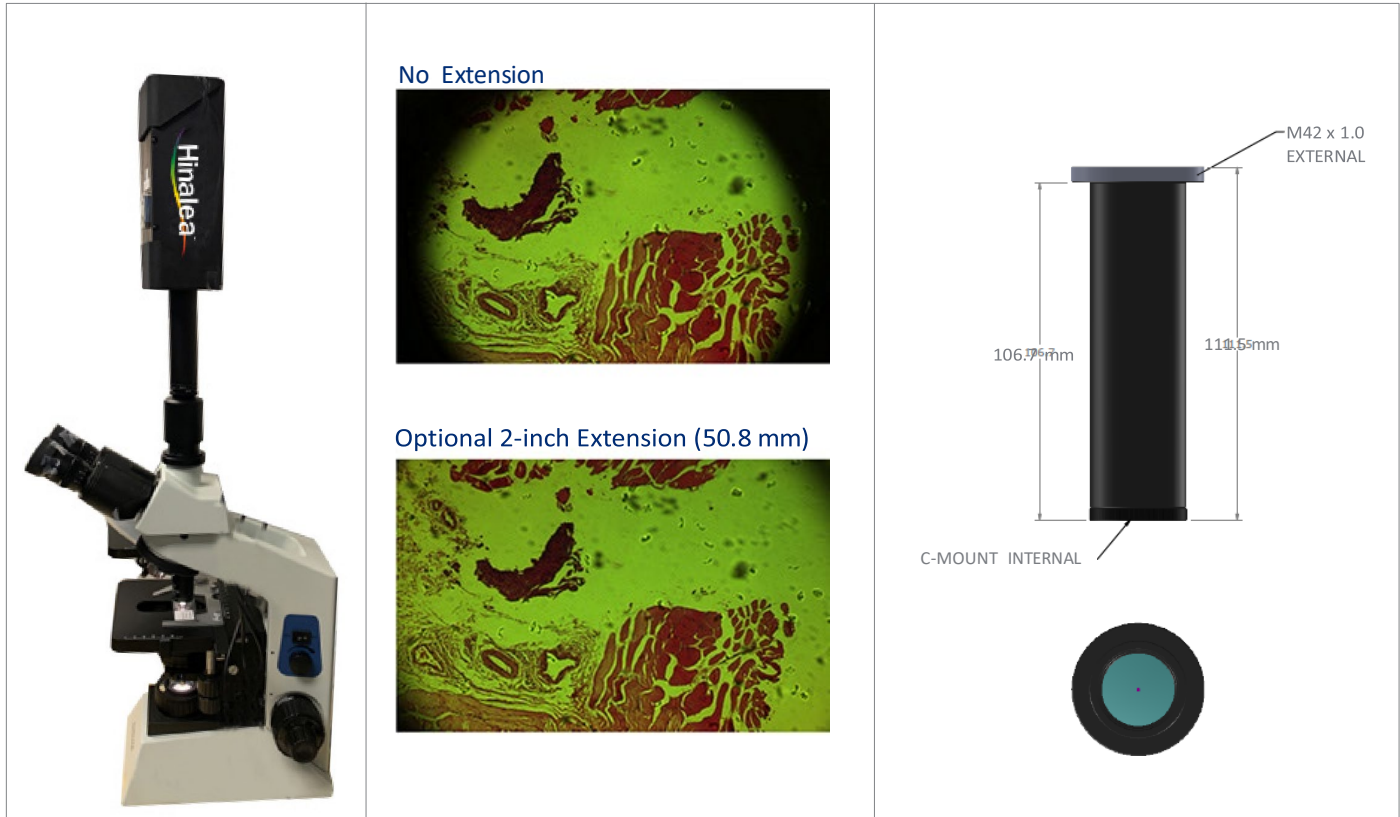 Hinalea
No Extension
Optional 2-inch Extension (50.8 mm)
M42 x 1.0
EXTERNAL
106.7 mm
111.5 mm
C-MOUNT INTERNAL